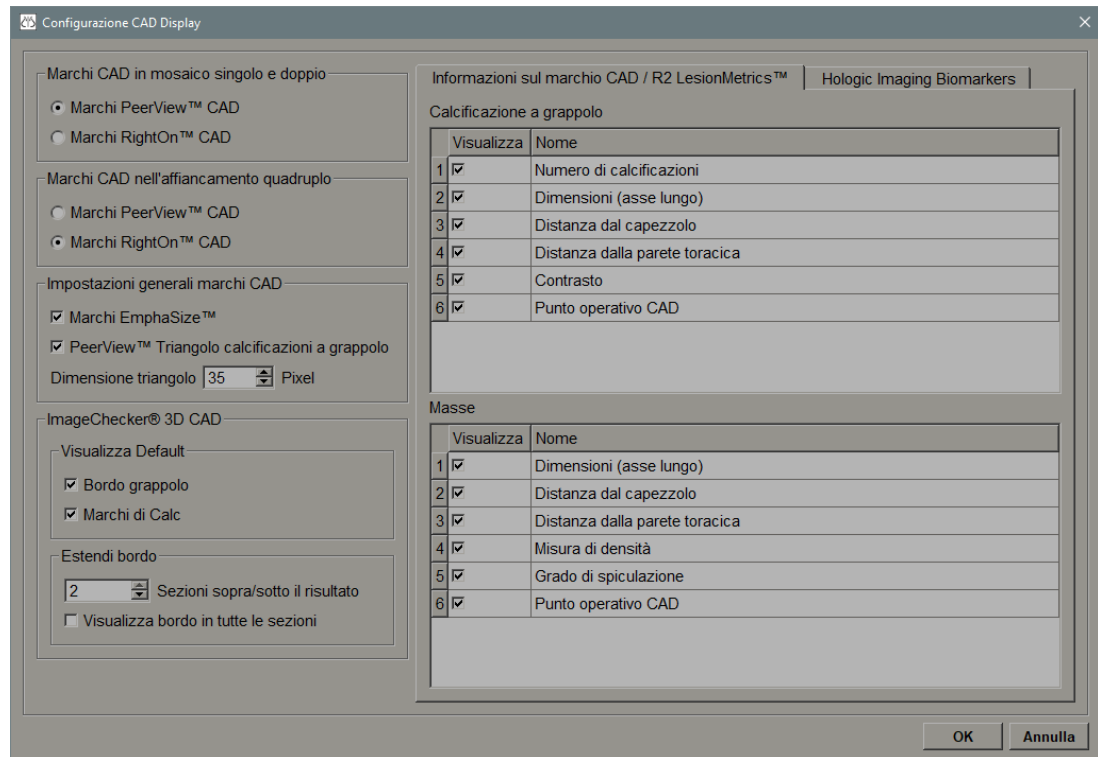 Configurazione CAD Display
Marchi CAD in mosaico singolo e doppio
Marchi PeerView™ CAD
Marchi RightOn™ CAD
Marchi CAD nell'affiancamento quadruplo
Marchi PeerView™ CAD
Marchi RightOn™ CAD
Impostazioni generali marchi CAD
Marchi EmphaSize™
PeerView™ Triangolo calcificazioni a grappolo
Dimensione triangolo 35 Pixel
ImageChecker® 3D CAD
Visualizza Default
Bordo grappolo
Marchi di Calc
Estendi bordo
2 Sezioni sopra/sotto il risultato
Visualizza bordo in tutte le sezioni
Informazioni sul marchio CAD / R2 LesionMetrics™ Hologic Imaging Biomarkers
Calcificazione a grappolo
Visualizza Nome
1 Numero di calcificazioni
2 Dimensioni (asse lungo)
3 Distanza dal capezzolo
4 Distanza dalla parete toracica
5 Contrasto
6 Punto operativo CAD
Masse
Visualizza Nome
1 Dimensioni (asse lungo)
2 Distanza dal capezzolo
3 Distanza dalla parete toracica
4 Misura di densità
5 Grado di spiculazione
6 Punto operativo CAD
OK Annulla